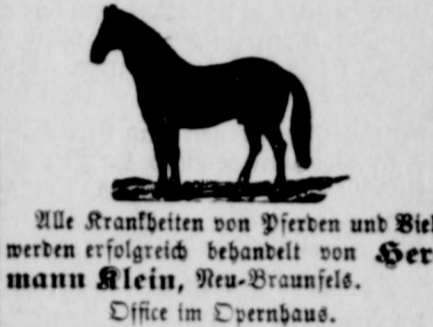 Alle Krankheiten von Pferden und Vieh
werden erfolgreich behandelt von Her
mann Klein, Neu-Braunfels.
Office im Opernhaus.